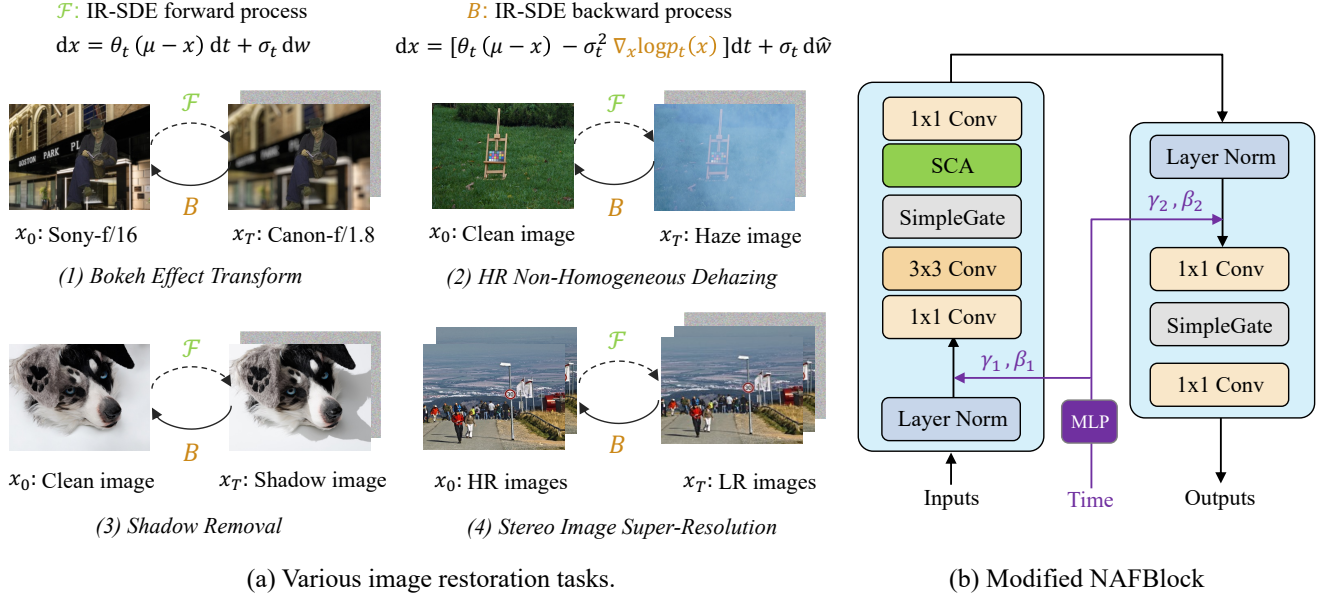 ℱ: IR-SDE forward process
B: IR-SDE backward process
dx = θ_t (μ − x) dt + σ_t dw
dx = [θ_t (μ − x) − σ_t^2 ∇_x logp_t(x) ]dt + σ_t dŵ
ℱ
B
BOSTON PARK PL
x_0: Sony-f/16
x_T: Canon-f/1.8
(1) Bokeh Effect Transform
ℱ
B
x_0: Clean image
x_T: Haze image
(2) HR Non-Homogeneous Dehazing
ℱ
B
x_0: Clean image
x_T: Shadow image
(3) Shadow Removal
ℱ
B
x_0: HR images
x_T: LR images
(4) Stereo Image Super-Resolution
(a) Various image restoration tasks.
1x1 Conv
SCA
SimpleGate
3x3 Conv
1x1 Conv
γ_1 , β_1
Layer Norm
Inputs
MLP
Time
Layer Norm
γ_2 , β_2
1x1 Conv
SimpleGate
1x1 Conv
Outputs
(b) Modified NAFBlock